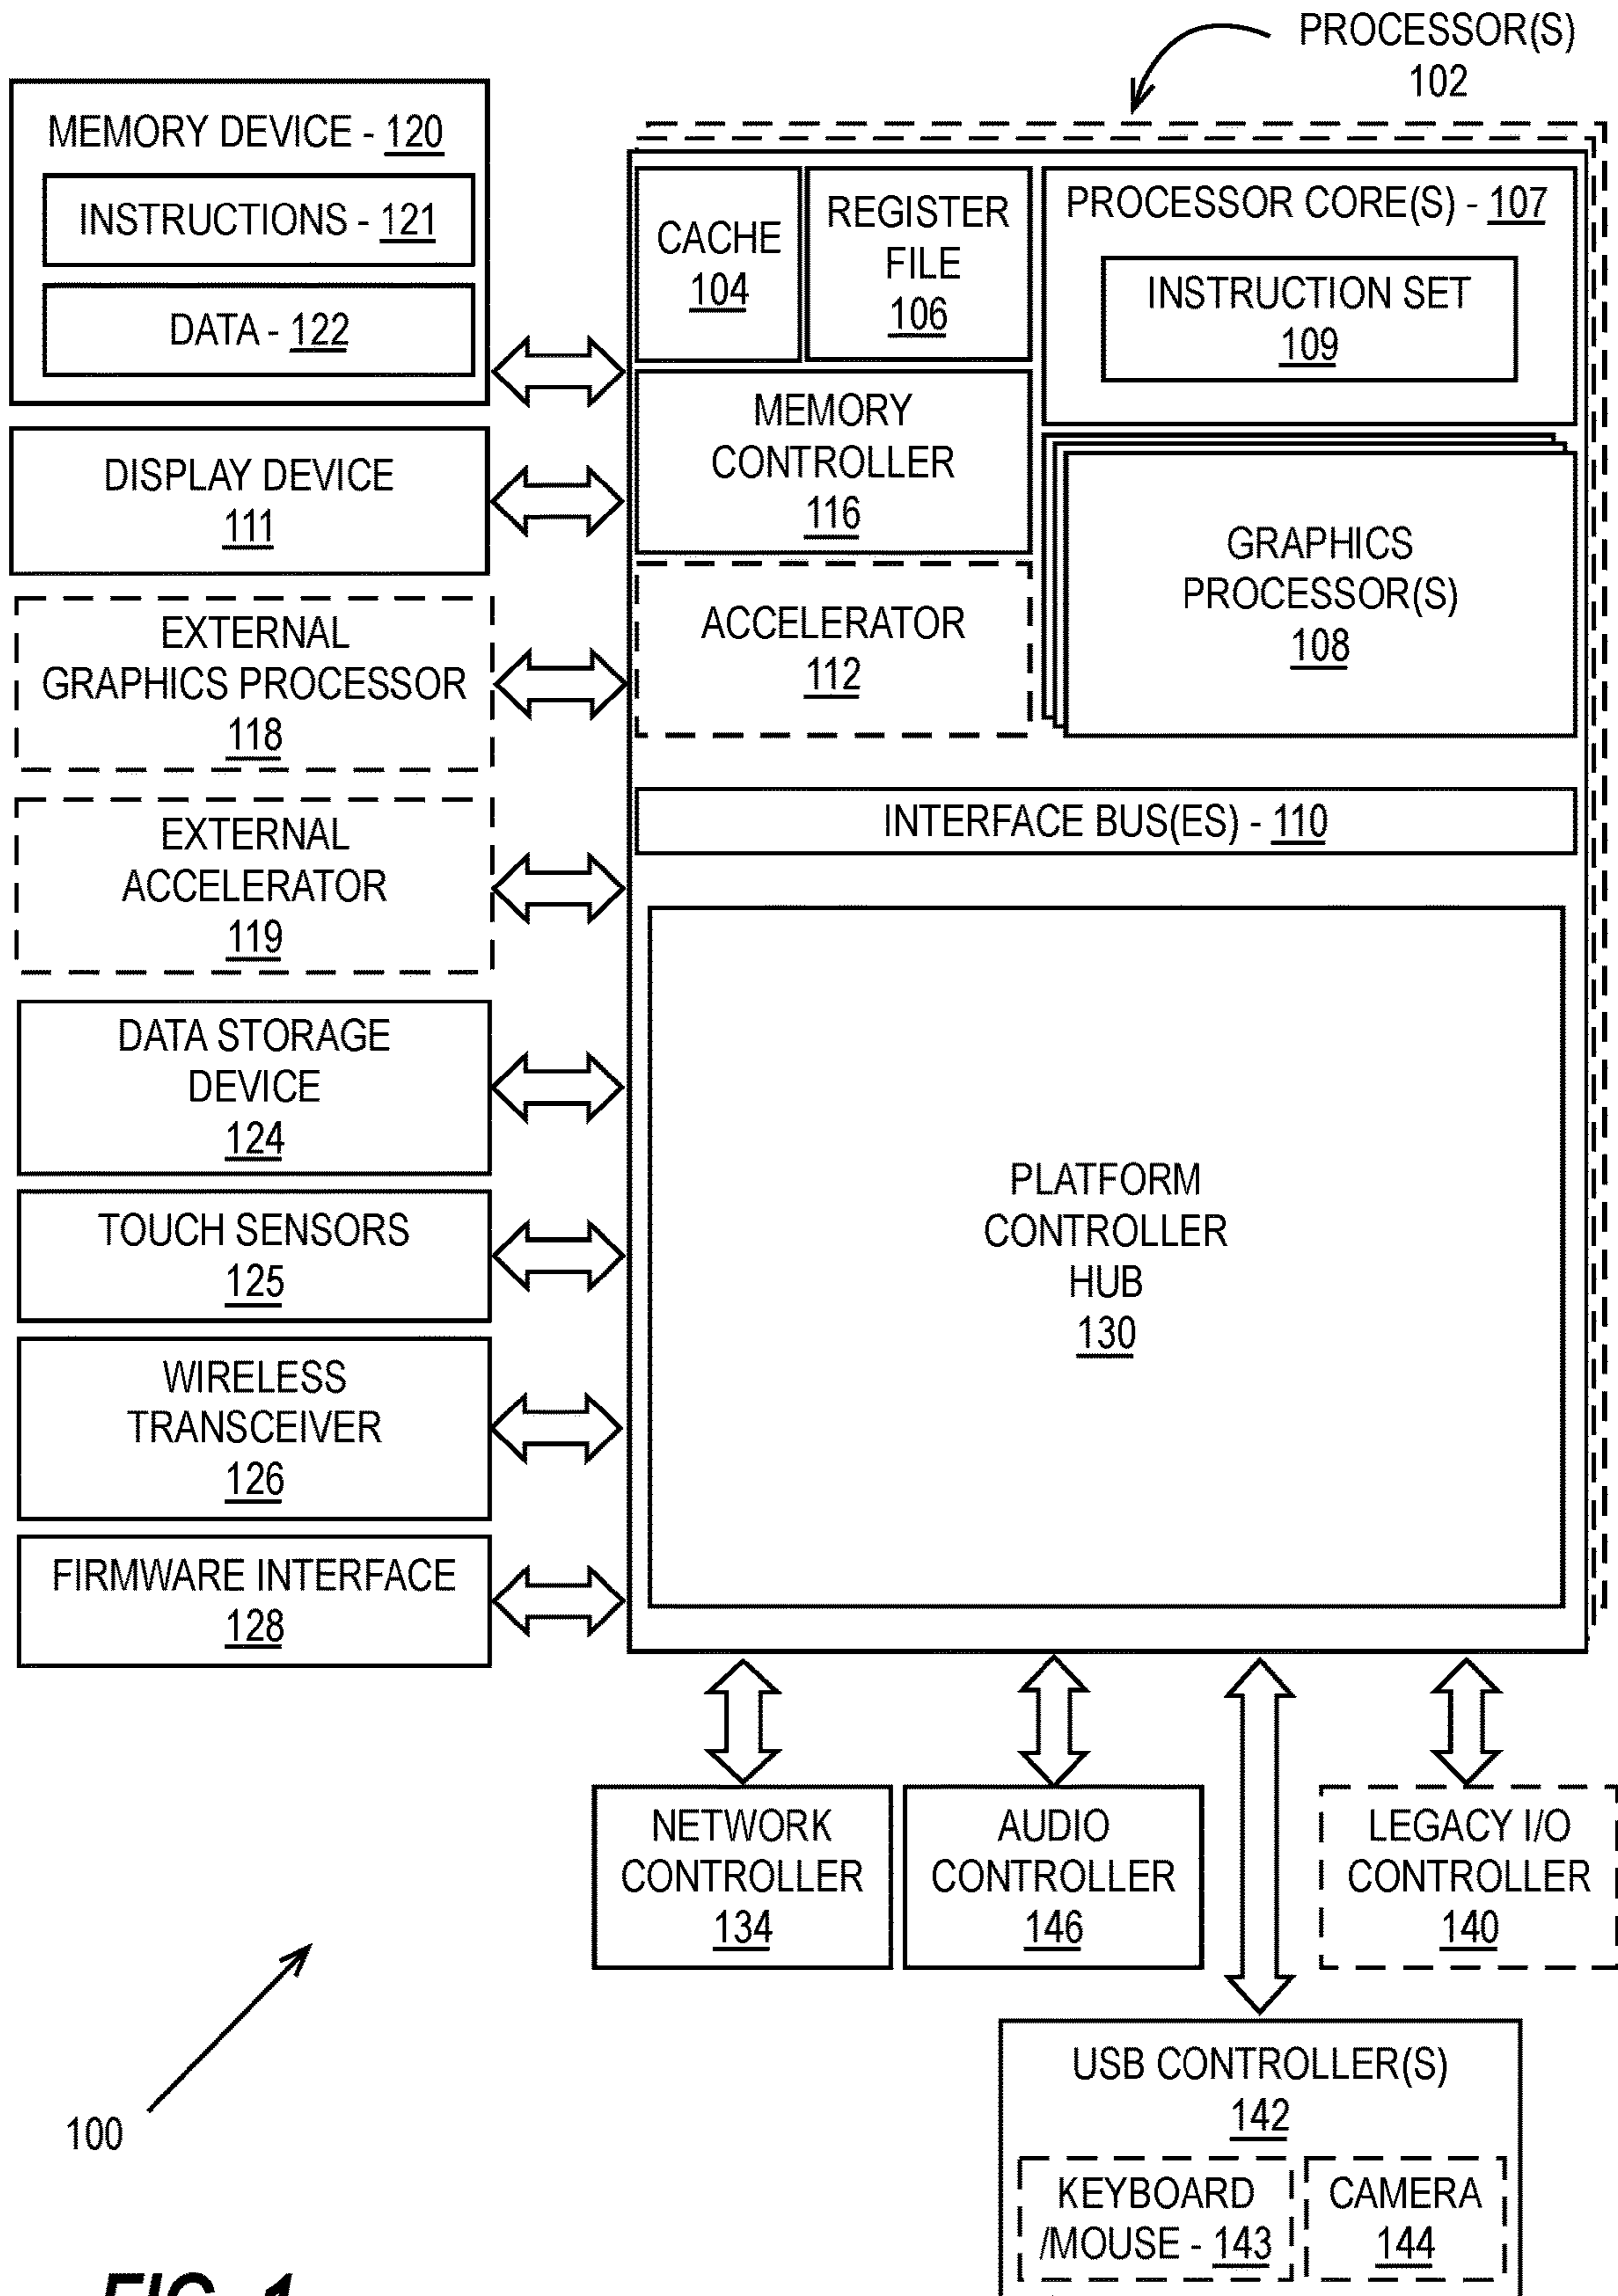 PROCESSOR(S)
102
MEMORY DEVICE - 120
INSTRUCTIONS - 121
DATA - 122
CACHE
104
REGISTER
FILE
106
PROCESSOR CORE(S) - 107
INSTRUCTION SET
109
MEMORY
CONTROLLER
116
DISPLAY DEVICE
111
GRAPHICS
PROCESSOR(S)
108
EXTERNAL
GRAPHICS PROCESSOR
118
ACCELERATOR
112
INTERFACE BUS(ES) - 110
EXTERNAL
ACCELERATOR
119
DATA STORAGE
DEVICE
124
PLATFORM
CONTROLLER
HUB
130
TOUCH SENSORS
125
WIRELESS
TRANSCEIVER
126
FIRMWARE INTERFACE
128
NETWORK
CONTROLLER
134
AUDIO
CONTROLLER
146
LEGACY I/O
CONTROLLER
140
100
USB CONTROLLER(S)
142
KEYBOARD
/MOUSE - 143
CAMERA
144
FIG. 1